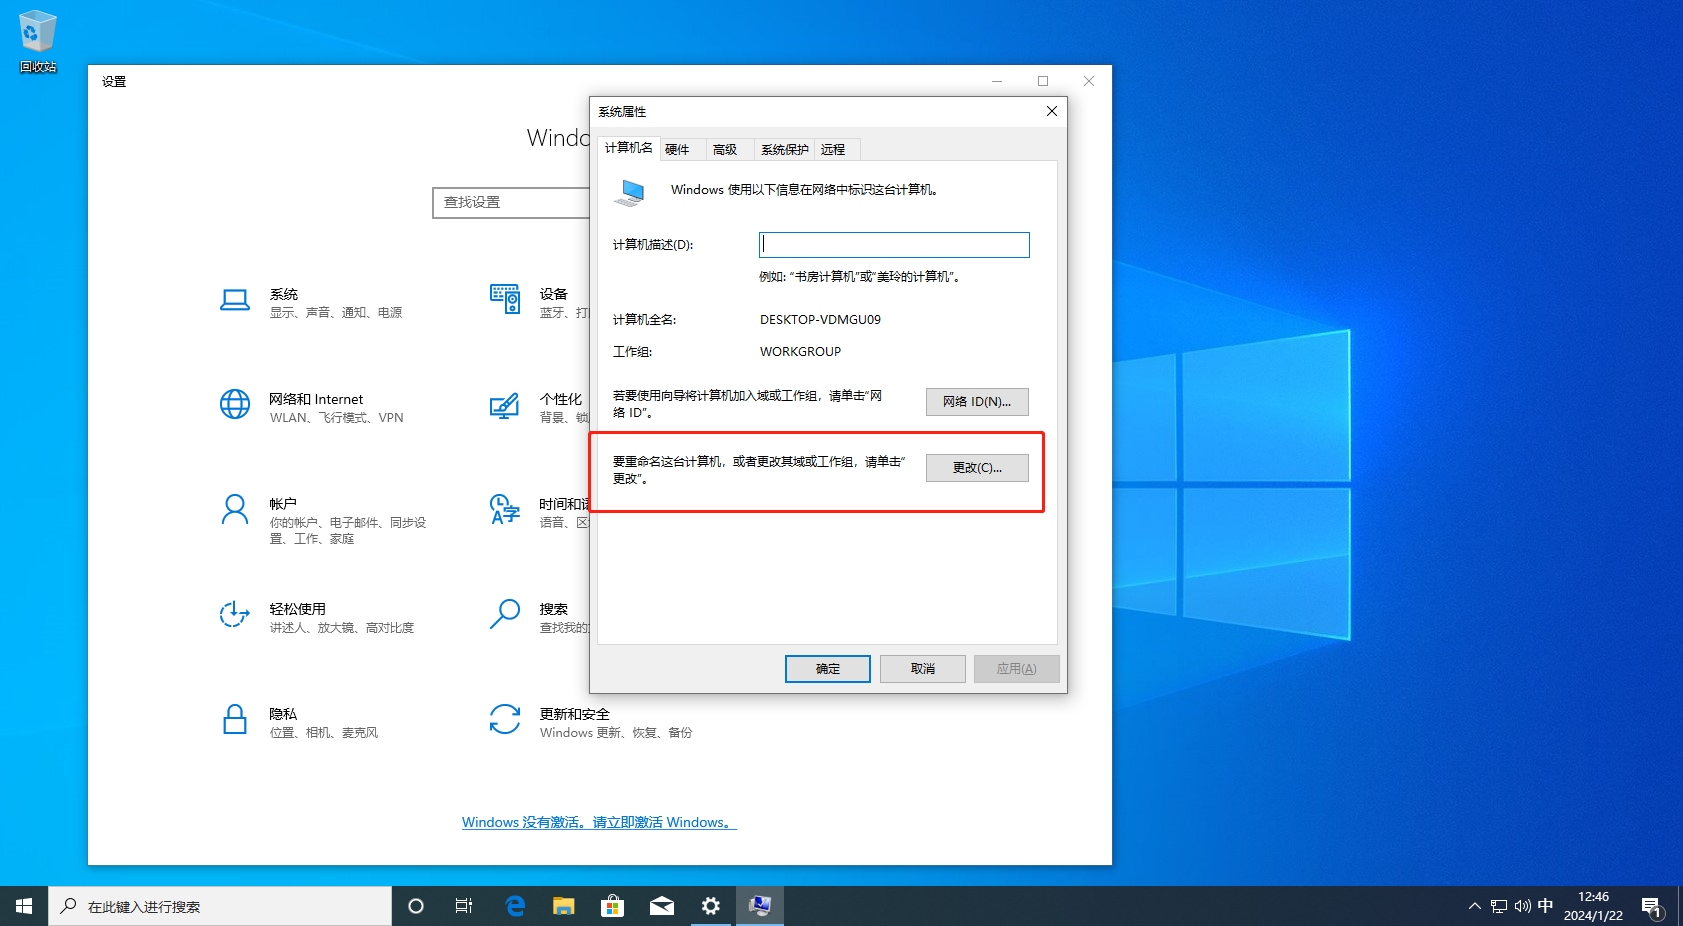 回收站
设置
Windo
查找设置
系统
显示、声音、通知、电源
设备
蓝牙、打
网络和 Internet
WLAN、飞行模式、VPN
个性化
背景、锁
帐户
你的帐户、电子邮件、同步设
置、工作、家庭
时间和
语音、区
轻松使用
讲述人、放大镜、高对比度
搜索
查找我的
隐私
位置、相机、麦克风
更新和安全
Windows 更新、恢复、备份
Windows 没有激活。请立即激活 Windows。
系统属性
计算机名
硬件
高级
系统保护
远程
Windows 使用以下信息在网络中标识这台计算机。
计算机描述(D):
例如: “书房计算机”或“美玲的计算机”。
计算机全名:
DESKTOP-VDMGU09
工作组:
WORKGROUP
若要使用向导将计算机加入域或工作组，请单击“网
络 ID”。
网络 ID(N)...
要重命名这台计算机，或者更改其域或工作组，请单击“
更改”。
更改(C)...
确定
取消
应用(A)
在此键入进行搜索
中
12:46
2024/1/22
1